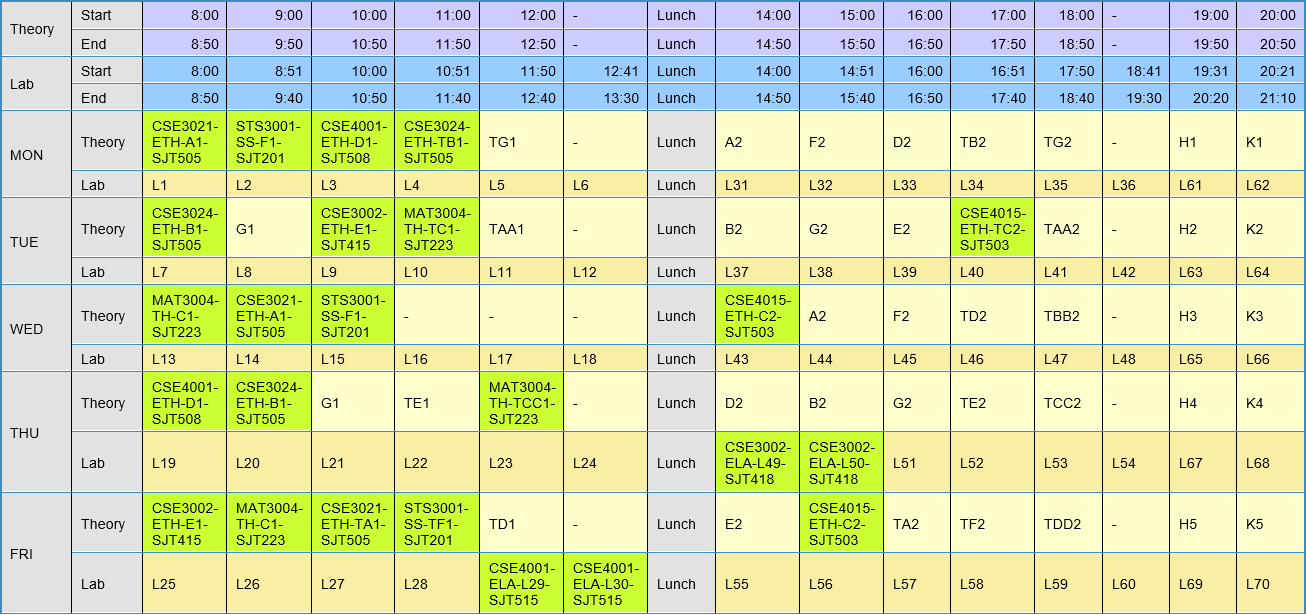 Theory Start 8:00 9:00 10:00 11:00 12:00 - Lunch 14:00 15:00 16:00 17:00 18:00 - 19:00 20:00
End 8:50 9:50 10:50 11:50 12:50 - Lunch 14:50 15:50 16:50 17:50 18:50 - 19:50 20:50
Lab Start 8:00 8:51 10:00 10:51 11:50 12:41 Lunch 14:00 14:51 16:00 16:51 17:50 18:41 19:31 20:21
End 8:50 9:40 10:50 11:40 12:40 13:30 Lunch 14:50 15:40 16:50 17:40 18:40 19:30 20:20 21:10
MON Theory CSE3021-ETH-A1-SJT505 STS3001-SS-F1-SJT201 CSE4001-ETH-D1-SJT508 CSE3024-ETH-TB1-SJT505 TG1 - Lunch A2 F2 D2 TB2 TG2 - H1 K1
Lab L1 L2 L3 L4 L5 L6 Lunch L31 L32 L33 L34 L35 L36 L61 L62
TUE Theory CSE3024-ETH-B1-SJT505 G1 CSE3002-ETH-E1-SJT415 MAT3004-TH-TC1-SJT223 TAA1 - Lunch B2 G2 E2 CSE4015-ETH-TC2-SJT503 TAA2 - H2 K2
Lab L7 L8 L9 L10 L11 L12 Lunch L37 L38 L39 L40 L41 L42 L63 L64
WED Theory MAT3004-TH-C1-SJT223 CSE3021-ETH-A1-SJT505 STS3001-SS-F1-SJT201 - - - Lunch CSE4015-ETH-C2-SJT503 A2 F2 TD2 TBB2 - H3 K3
Lab L13 L14 L15 L16 L17 L18 Lunch L43 L44 L45 L46 L47 L48 L65 L66
THU Theory CSE4001-ETH-D1-SJT508 CSE3024-ETH-B1-SJT505 G1 TE1 MAT3004-TH-TCC1-SJT223 - Lunch D2 B2 G2 TE2 TCC2 - H4 K4
Lab L19 L20 L21 L22 L23 L24 Lunch CSE3002-ELA-L49-SJT418 CSE3002-ELA-L50-SJT418 L51 L52 L53 L54 L67 L68
FRI Theory CSE3002-ETH-E1-SJT415 MAT3004-TH-C1-SJT223 CSE3021-ETH-TA1-SJT505 STS3001-SS-TF1-SJT201 TD1 - Lunch E2 CSE4015-ETH-C2-SJT503 TA2 TF2 TDD2 - H5 K5
Lab L25 L26 L27 L28 CSE4001-ELA-L29-SJT515 CSE4001-ELA-L30-SJT515 Lunch L55 L56 L57 L58 L59 L60 L69 L70